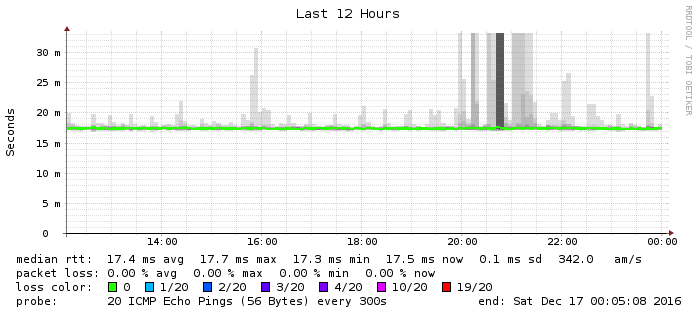 Last 12 Hours
RRDTOOL / TOBI OETIKER
Seconds
30 m
25 m
20 m
15 m
10 m
5 m
0
14:00 16:00 18:00 20:00 22:00 00:00
median rtt: 17.4 ms avg 17.7 ms max 17.3 ms min 17.5 ms now 0.1 ms sd 342.0 am/s
packet loss: 0.00 % avg 0.00 % max 0.00 % min 0.00 % now
loss color: 0 1/20 2/20 3/20 4/20 10/20 19/20
probe: 20 ICMP Echo Pings (56 Bytes) every 300s end: Sat Dec 17 00:05:08 2016